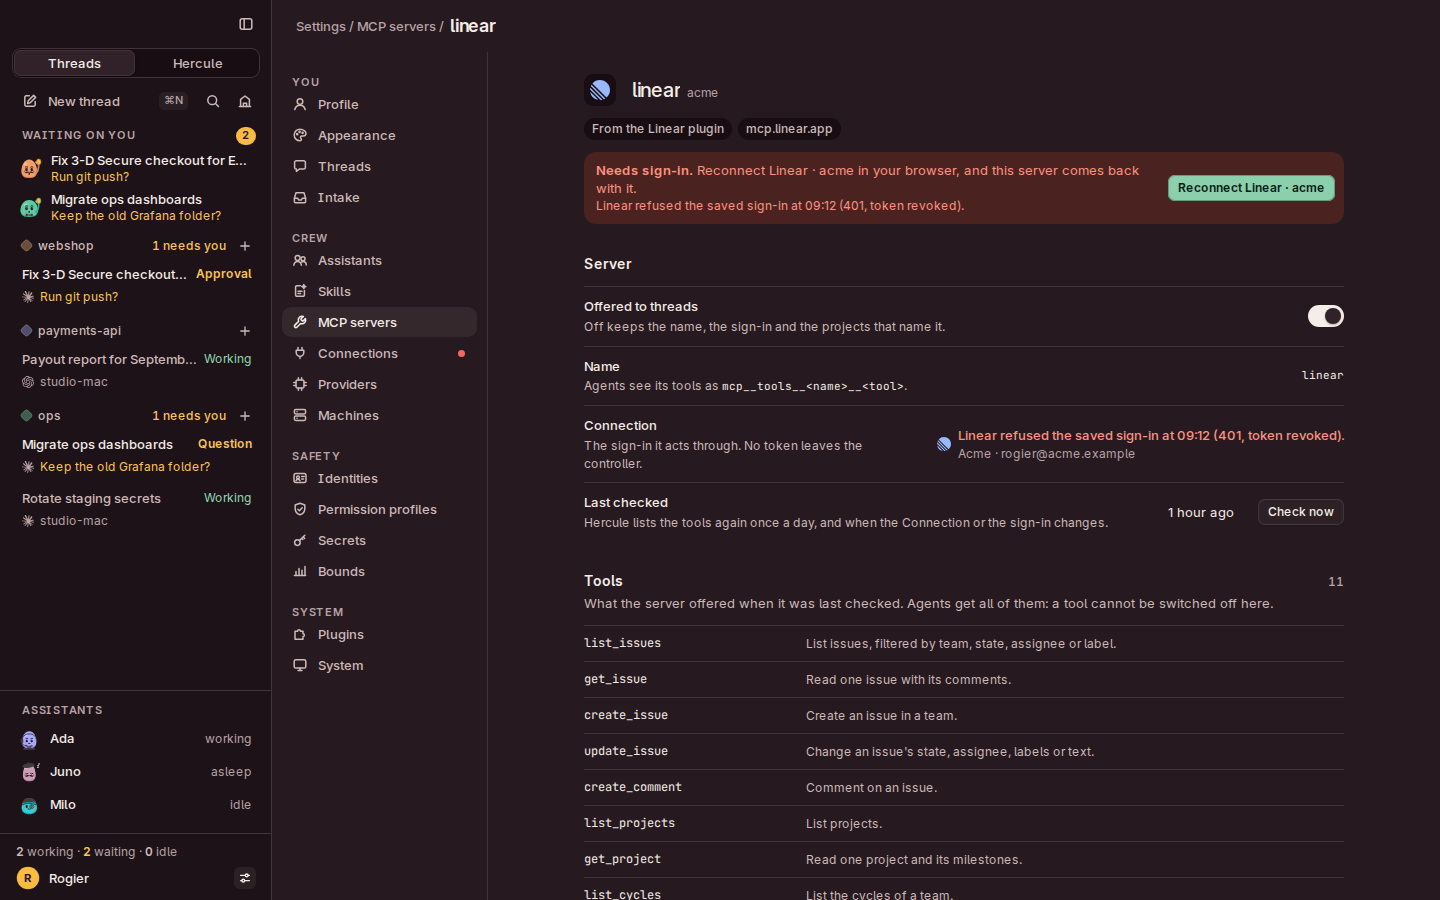 Threads
Hercule
New thread
⌘N
WAITING ON YOU
2
Fix 3-D Secure checkout for E...
Run git push?
Migrate ops dashboards
Keep the old Grafana folder?
webshop
1 needs you
Fix 3-D Secure checkout...
Approval
Run git push?
payments-api
Payout report for Septemb...
Working
studio-mac
ops
1 needs you
Migrate ops dashboards
Question
Keep the old Grafana folder?
Rotate staging secrets
Working
studio-mac
ASSISTANTS
Ada
working
Juno
asleep
Milo
idle
2 working · 2 waiting · 0 idle
R
Rogier
Settings / MCP servers / linear
YOU
Profile
Appearance
Threads
Intake
CREW
Assistants
Skills
MCP servers
Connections
Providers
Machines
SAFETY
Identities
Permission profiles
Secrets
Bounds
SYSTEM
Plugins
System
linear acme
From the Linear plugin
mcp.linear.app
Needs sign-in. Reconnect Linear · acme in your browser, and this server comes back
with it.
Linear refused the saved sign-in at 09:12 (401, token revoked).
Reconnect Linear · acme
Server
Offered to threads
Off keeps the name, the sign-in and the projects that name it.
Name
Agents see its tools as mcp__tools__<name>__<tool>.
linear
Connection
The sign-in it acts through. No token leaves the
controller.
Linear refused the saved sign-in at 09:12 (401, token revoked).
Acme · rogier@acme.example
Last checked
Hercule lists the tools again once a day, and when the Connection or the sign-in changes.
1 hour ago
Check now
Tools
11
What the server offered when it was last checked. Agents get all of them: a tool cannot be switched off here.
list_issues
List issues, filtered by team, state, assignee or label.
get_issue
Read one issue with its comments.
create_issue
Create an issue in a team.
update_issue
Change an issue's state, assignee, labels or text.
create_comment
Comment on an issue.
list_projects
List projects.
get_project
Read one project and its milestones.
list_cycles
List the cycles of a team.